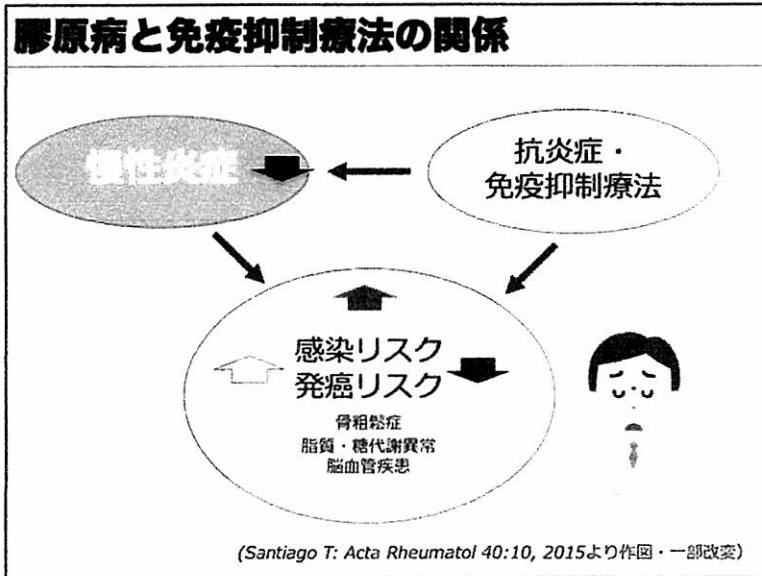 膠原病と免疫抑制療法の関係
慢性炎症
抗炎症・
免疫抑制療法
感染リスク
発癌リスク
骨粗鬆症
脂質・糖代謝異常
脳血管疾患
(Santiago T: Acta Rheumatol 40:10, 2015より作図・一部改変)